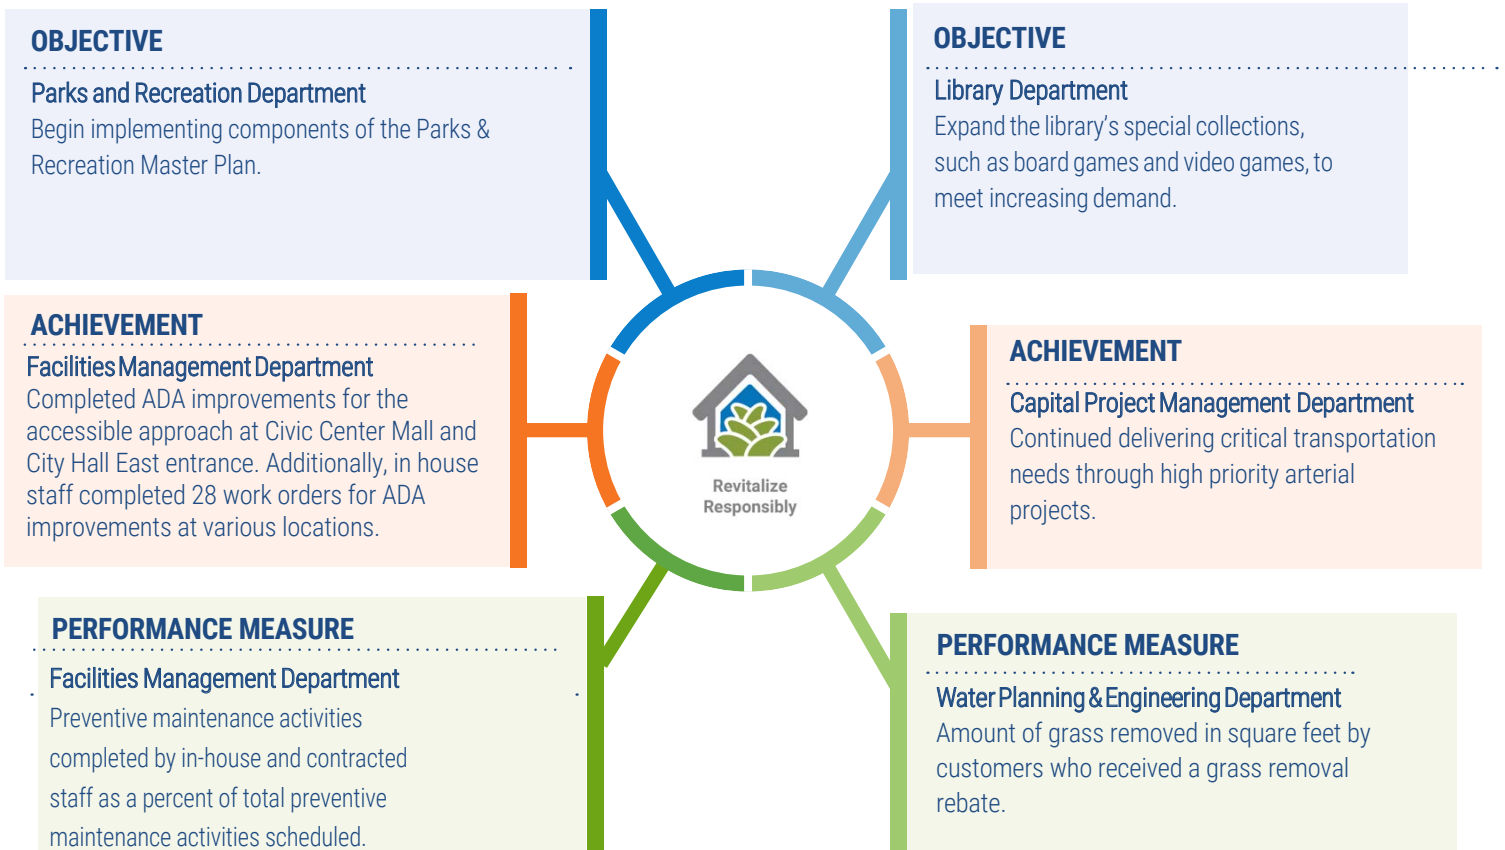 OBJECTIVE
Parks and Recreation Department
Begin implementing components of the Parks &
Recreation Master Plan.
OBJECTIVE
Library Department
Expand the library's special collections,
such as board games and video games, to
meet increasing demand.
ACHIEVEMENT
Facilities Management Department
Completed ADA improvements for the
accessible approach at Civic Center Mall and
City Hall East entrance. Additionally, in house
staff completed 28 work orders for ADA
improvements at various locations.
Revitalize
Responsibly
ACHIEVEMENT
Capital Project Management Department
Continued delivering critical transportation
needs through high priority arterial
projects.
PERFORMANCE MEASURE
Facilities Management Department
Preventive maintenance activities
completed by in-house and contracted
staff as a percent of total preventive
maintenance activities scheduled.
PERFORMANCE MEASURE
Water Planning & Engineering Department
Amount of grass removed in square feet by
customers who received a grass removal
rebate.